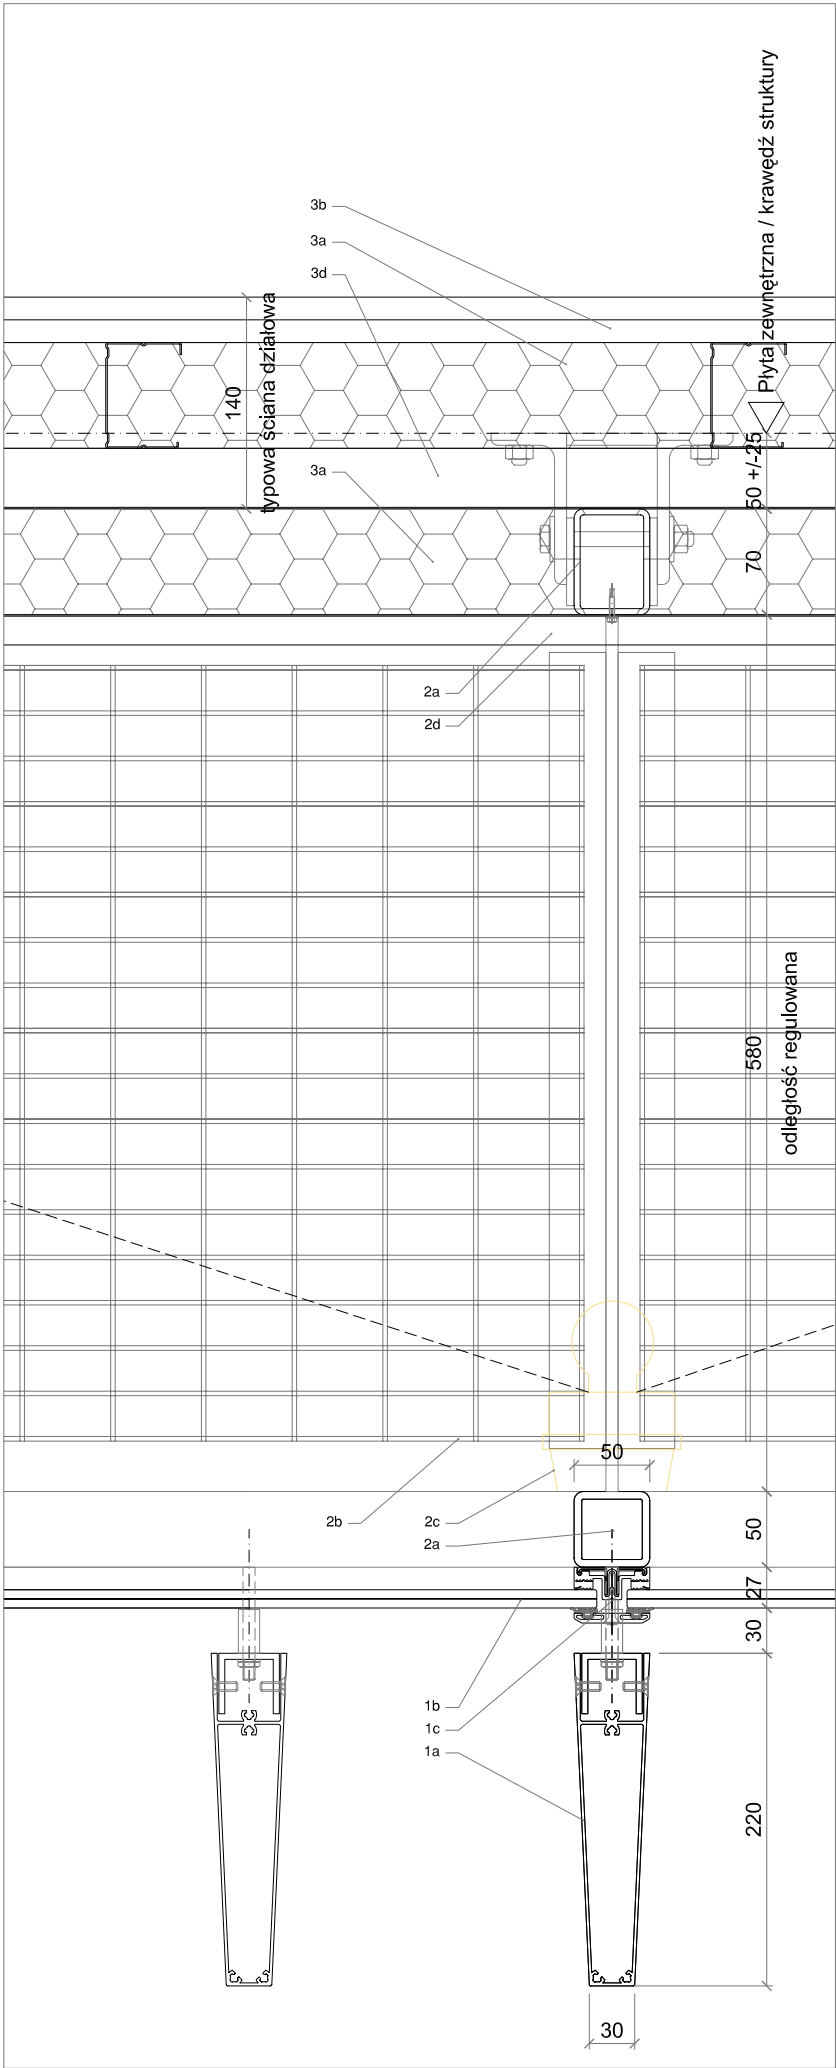 3b
3a
3d
Płyta zewnętrzna / krawędź struktury
140
typowa ściana działowa
50 +/-25
3a
70
2a
2d
580
odległość regulowana
50
2b
2c
2a
50
27
30
1b
1c
1a
220
30